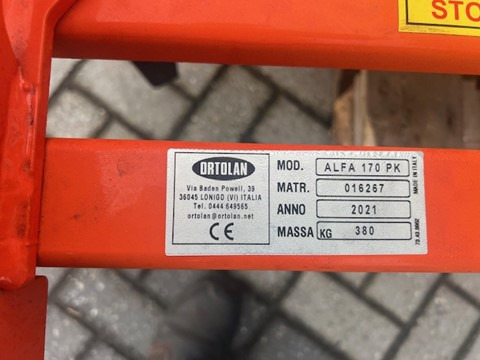 STO
ORTOLAN
Via Baden Powell, 39
36045 LONIGO (VI) ITALIA
Tel. 0444 649565
ortolan@ortolan.net
CE
MOD. ALFA 170 PK
MATR. 016267
ANNO 2021
MASSA KG 380
MADE IN ITALY